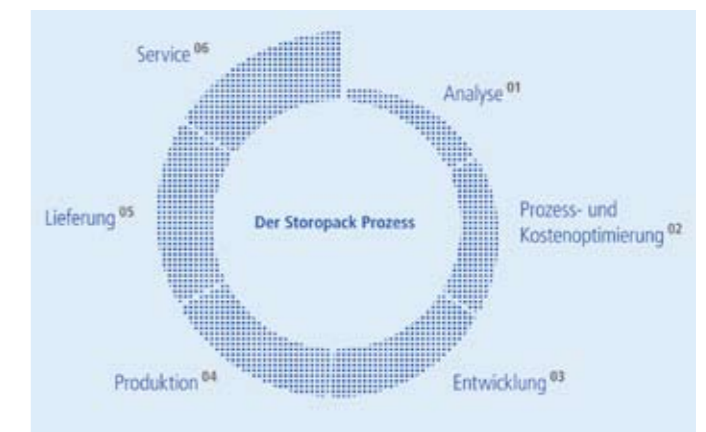 Service 06
Analyse 01
Lieferung 05
Der Storopack Prozess
Prozess- und
Kostenoptimierung 02
Produktion 04
Entwicklung 03